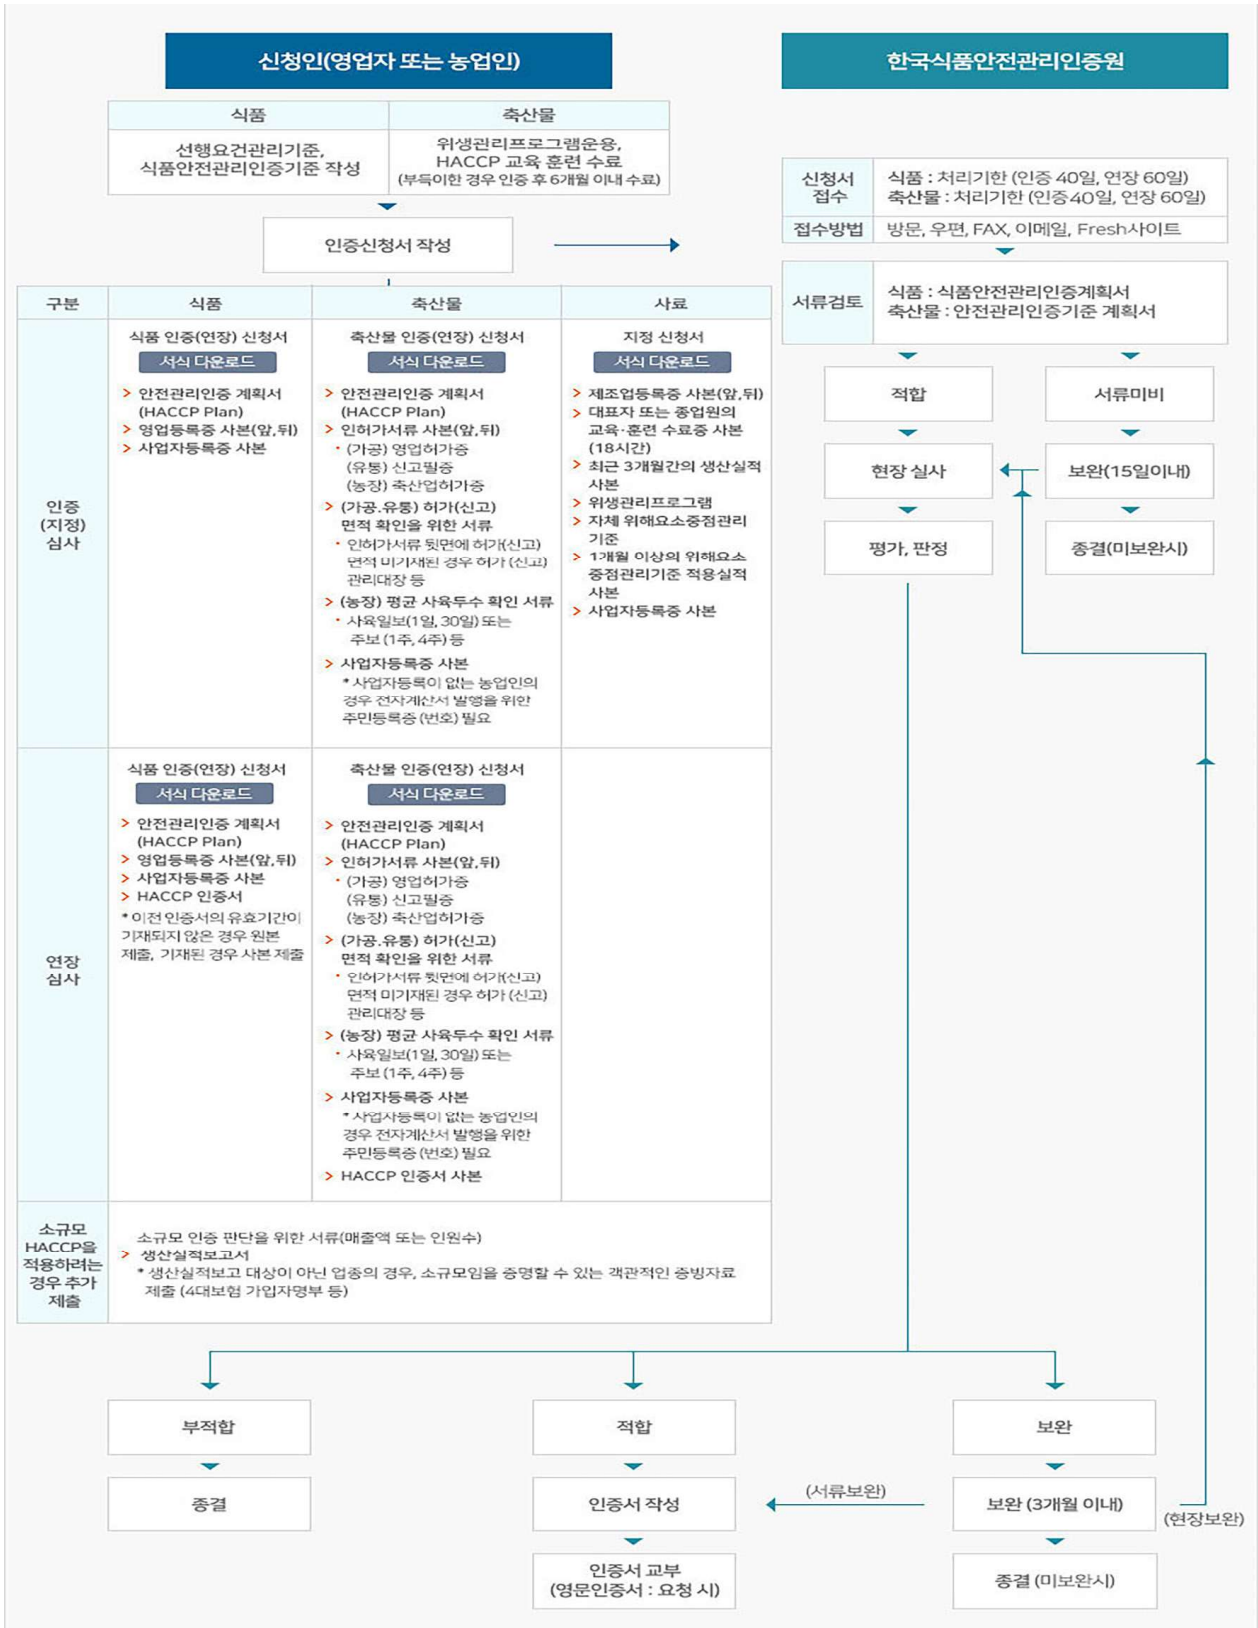 신청인(영업자 또는 농업인)
한국식품안전관리인증원
식품
축산물
선행요건관리기준,
식품안전관리인증기준 작성
위생관리프로그램운용,
HACCP 교육 훈련 수료
(부득이한 경우 인증 후 6개월 이내 수료)
인증신청서 작성
신청서
접수
식품 : 처리기한 (인증 40일, 연장 60일)
축산물 : 처리기한 (인증40일, 연장 60일)
접수방법
방문, 우편, FAX, 이메일, Fresh사이트
서류검토
식품 : 식품안전관리인증계획서
축산물 : 안전관리인증기준 계획서
적합
서류미비
현장 실사
보완(15일이내)
평가, 판정
종결(미보완시)
구분
식품
축산물
사료
인증
(지정)
심사
식품 인증(연장) 신청서
서식 다운로드
> 안전관리인증 계획서
(HACCP Plan)
> 영업등록증 사본(앞,뒤)
> 사업자등록증 사본
축산물 인증(연장) 신청서
서식 다운로드
> 안전관리인증 계획서
(HACCP Plan)
> 인허가서류 사본(앞,뒤)
· (가공) 영업허가증
(유통) 신고필증
(농장) 축산업허가증
> (가공.유통) 허가(신고)
면적 확인을 위한 서류
· 인허가서류 뒷면에 허가(신고)
면적 미기재된 경우 허가 (신고)
관리대장 등
> (농장) 평균 사육두수 확인 서류
· 사육일보(1일, 30일) 또는
주보 (1주, 4주) 등
> 사업자등록증 사본
* 사업자등록이 없는 농업인의
경우 전자계산서 발행을 위한
주민등록증 (번호) 필요
지정 신청서
서식 다운로드
> 제조업등록증 사본(앞,뒤)
> 대표자 또는 종업원의
교육·훈련 수료증 사본
(18시간)
> 최근 3개월간의 생산실적
사본
> 위생관리프로그램
> 자체 위해요소중점관리
기준
> 1개월 이상의 위해요소
중점관리기준 적용실적
사본
> 사업자등록증 사본
연장
심사
식품 인증(연장) 신청서
서식 다운로드
> 안전관리인증 계획서
(HACCP Plan)
> 영업등록증 사본(앞,뒤)
> 사업자등록증 사본
> HACCP 인증서
* 이전 인증서의 유효기간이
기재되지 않은 경우 원본
제출, 기재된 경우 사본 제출
축산물 인증(연장) 신청서
서식 다운로드
> 안전관리인증 계획서
(HACCP Plan)
> 인허가서류 사본(앞,뒤)
· (가공) 영업허가증
(유통) 신고필증
(농장) 축산업허가증
> (가공.유통) 허가(신고)
면적 확인을 위한 서류
· 인허가서류 뒷면에 허가(신고)
면적 미기재된 경우 허가 (신고)
관리대장 등
> (농장) 평균 사육두수 확인 서류
· 사육일보(1일, 30일) 또는
주보 (1주, 4주) 등
> 사업자등록증 사본
* 사업자등록이 없는 농업인의
경우 전자계산서 발행을 위한
주민등록증 (번호) 필요
> HACCP 인증서 사본
소규모
HACCP을
적용하려는
경우 추가
제출
소규모 인증 판단을 위한 서류(매출액 또는 인원수)
> 생산실적보고서
* 생산실적보고 대상이 아닌 업종의 경우, 소규모임을 증명할 수 있는 객관적인 증빙자료
제출 (4대보험 가입자명부 등)
부적합
적합
보완
종결
인증서 작성
(서류보완)
보완 (3개월 이내)
(현장보완)
인증서 교부
(영문인증서 : 요청 시)
종결 (미보완시)